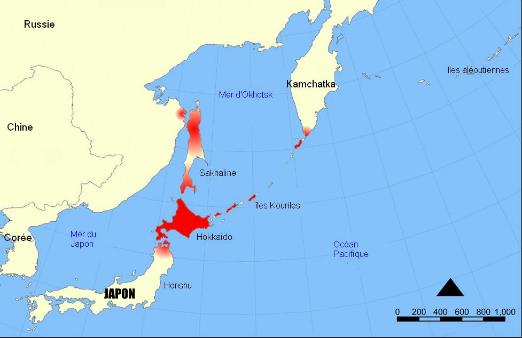 Russie
Kamchatka
Iles aléoutiennes
Mer d'Okhotsk
Chine
Sakhaline
Iles Kouriles
Corée
Mer du
Japon
Hokkaido
Océan
Pacifique
Honshu
JAPON
0 200 400 600 800 1,000